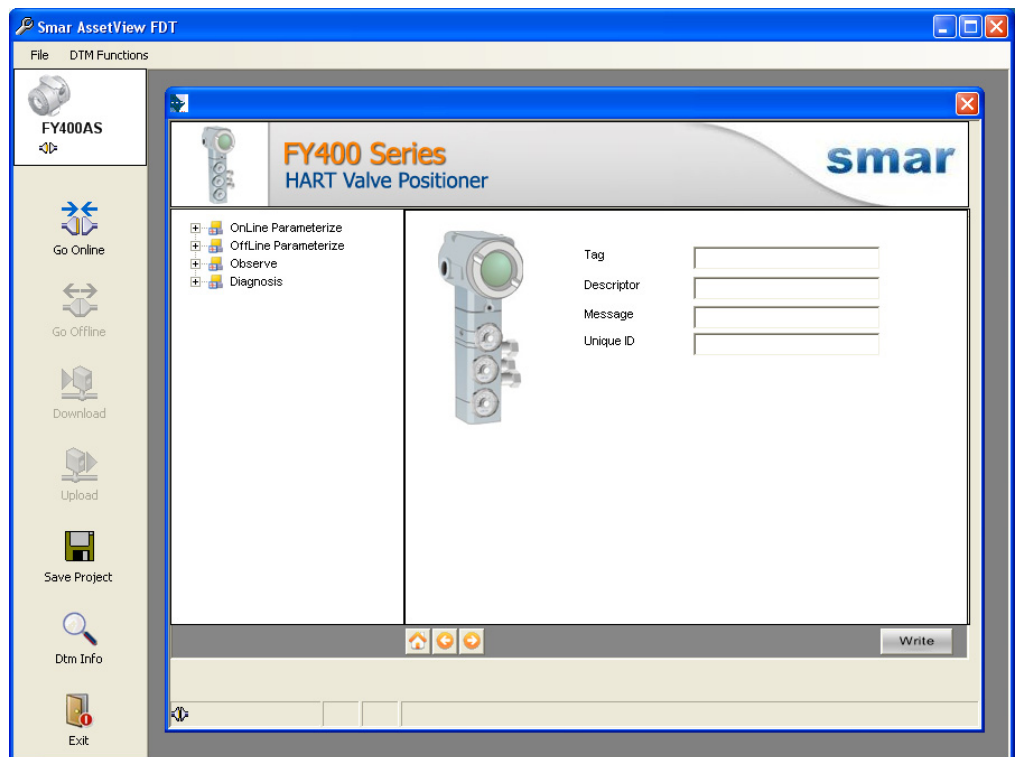 Smar AssetView FDT
File DTM Functions
FY400AS
Go Online
Go Offline
Download
Upload
Save Project
Dtm Info
Exit
FY400 Series
HART Valve Positioner
smar
OnLine Parameterize
OffLine Parameterize
Observe
Diagnosis
Tag
Descriptor
Message
Unique ID
Write